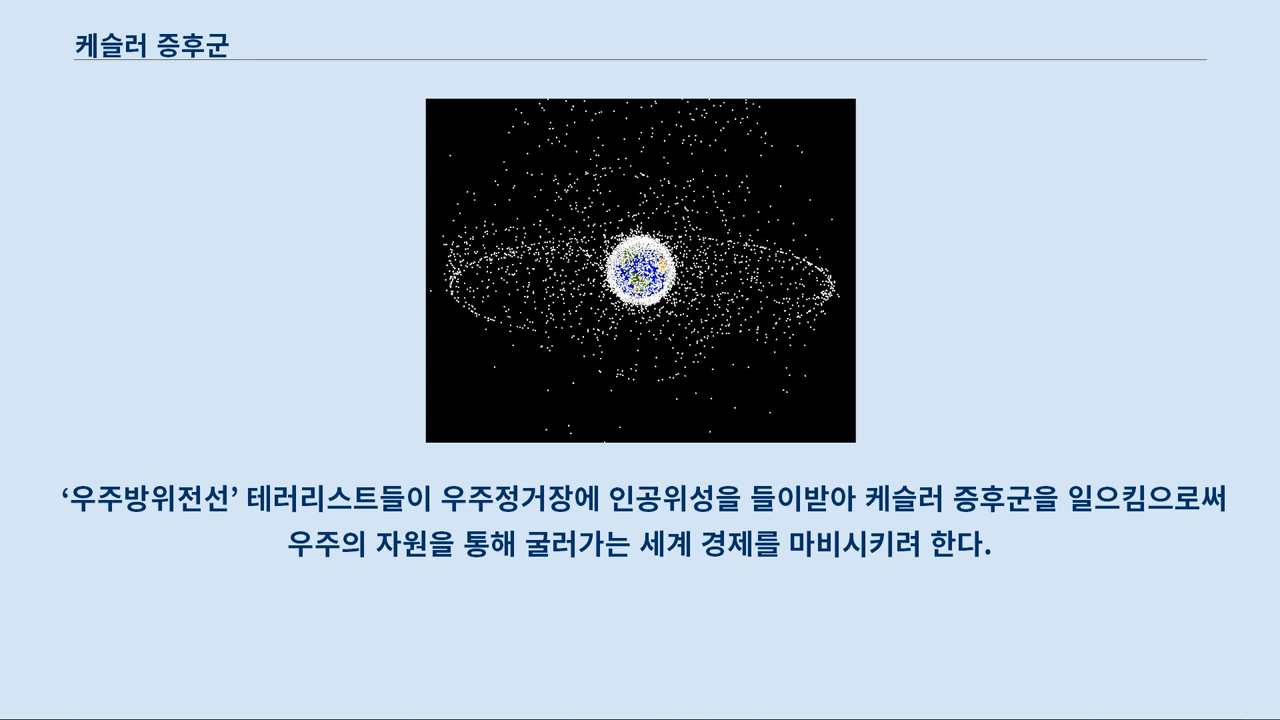 케슬러 증후군
‘우주방위전선’ 테러리스트들이 우주정거장에 인공위성을 들이받아 케슬러 증후군을 일으킴으로써
우주의 자원을 통해 굴러가는 세계 경제를 마비시키려 한다.